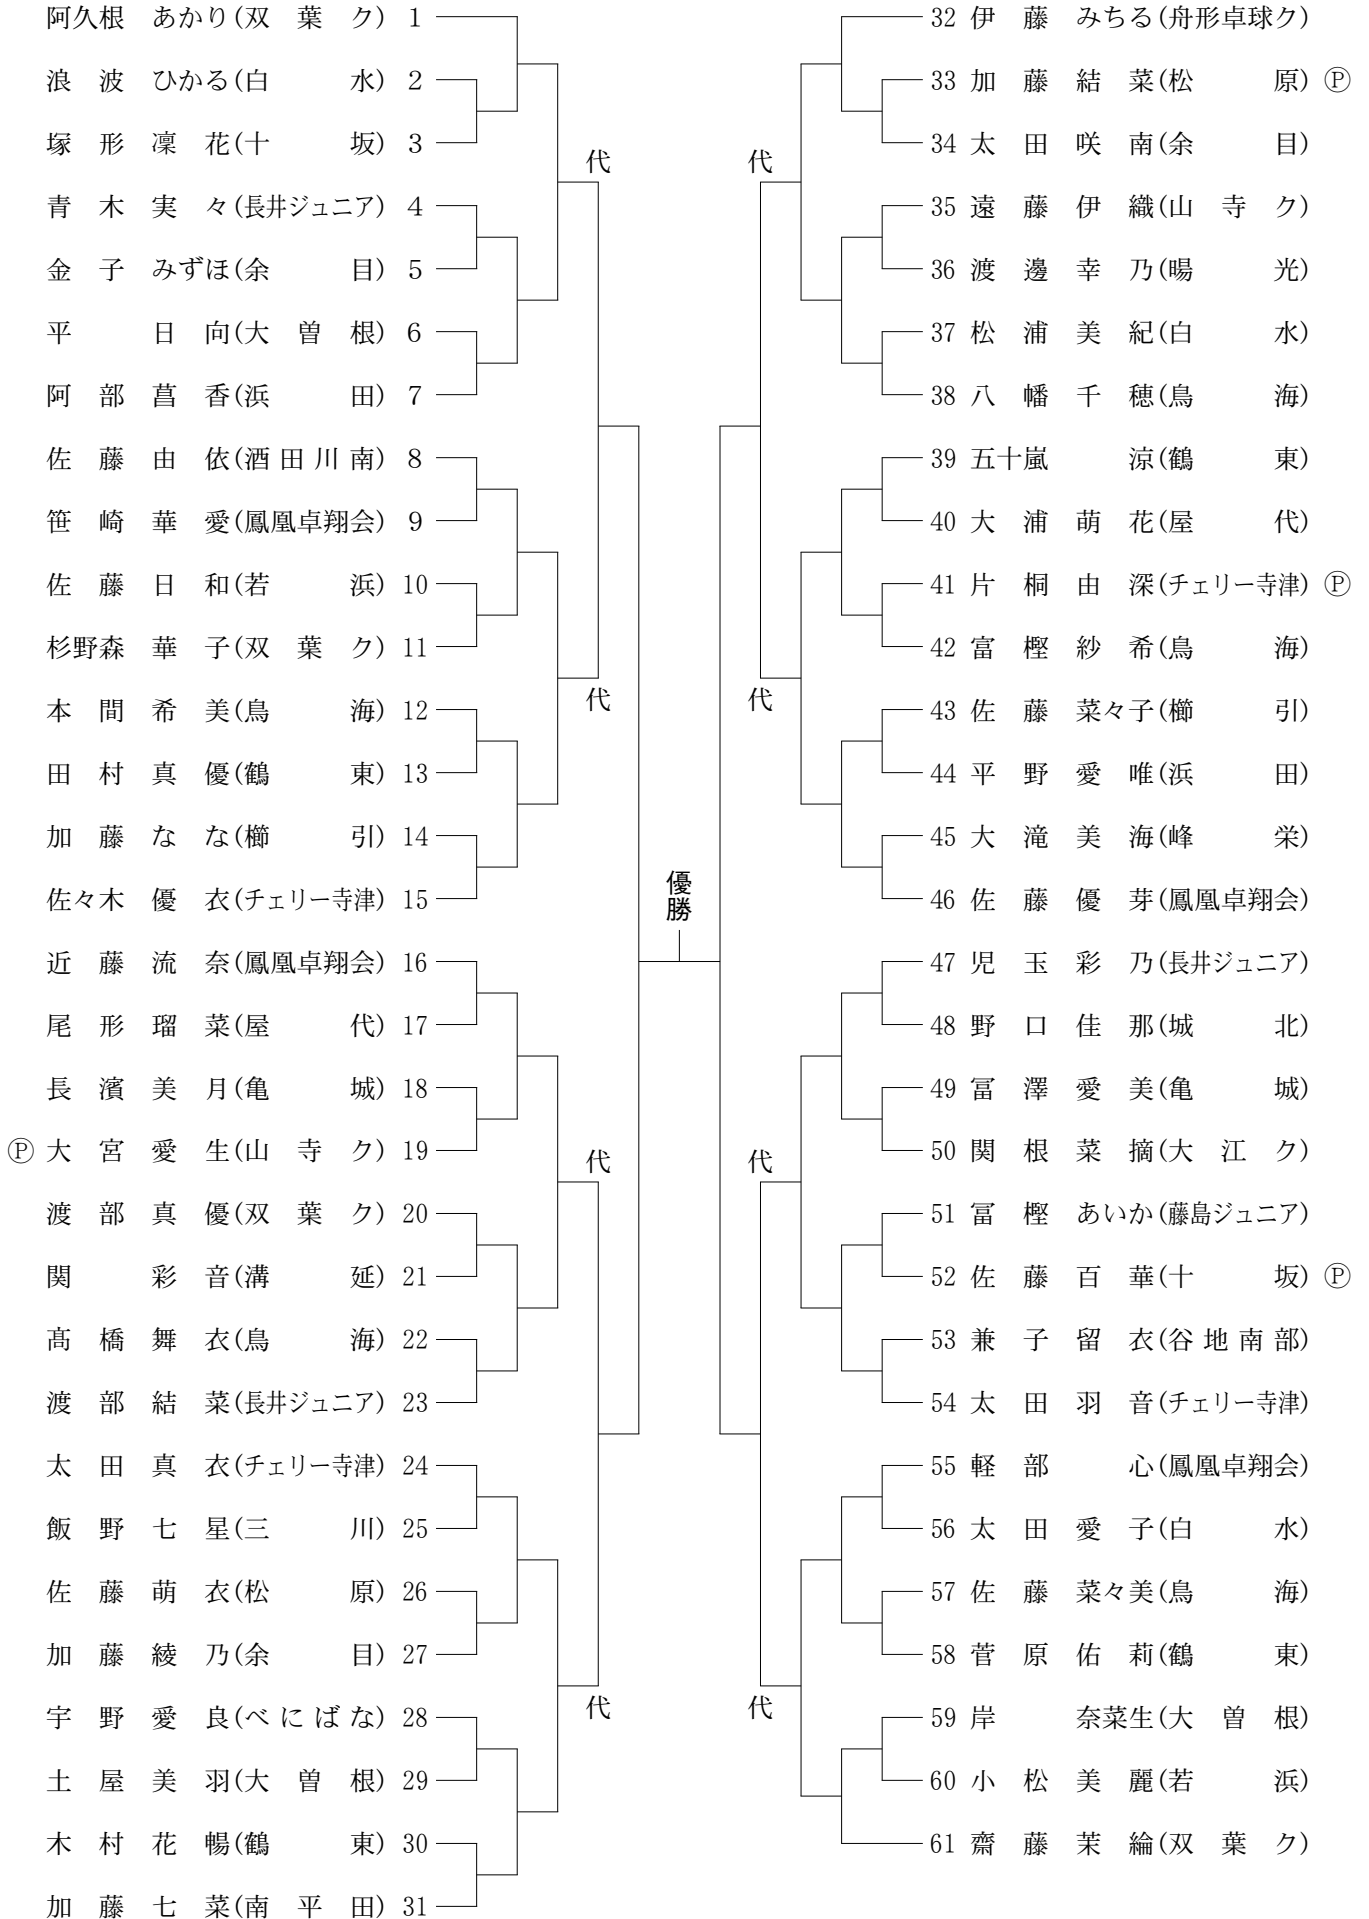 阿久根 あかり(双葉ク) 1
浪波 ひかる(白水) 2
塚形凜花(十坂) 3
代
青木実々(長井ジュニア) 4
金子 みずほ(余目) 5
平 日向(大曽根) 6
阿部菖香(浜田) 7
佐藤由依(酒田川南) 8
笹崎華愛(鳳凰卓翔会) 9
佐藤日和(若浜) 10
杉野森 華子(双葉ク) 11
代
本間希美(鳥海) 12
田村真優(鶴東) 13
加藤なな(櫛引) 14
佐々木 優衣(チェリー寺津) 15
近藤流奈(鳳凰卓翔会) 16
尾形瑠菜(屋代) 17
長濱美月(亀城) 18
Ⓟ 大宮愛生(山寺ク) 19
代
渡部真優(双葉ク) 20
関 彩音(溝延) 21
髙橋舞衣(鳥海) 22
渡部結菜(長井ジュニア) 23
太田真衣(チェリー寺津) 24
飯野七星(三川) 25
佐藤萌衣(松原) 26
加藤綾乃(余目) 27
代
宇野愛良(べにばな) 28
土屋美羽(大曽根) 29
木村花暢(鶴東) 30
加藤七菜(南平田) 31
優勝
32 伊藤 みちる(舟形卓球ク)
33 加藤結菜(松原) Ⓟ
34 太田咲南(余目)
代
35 遠藤伊織(山寺ク)
36 渡邊幸乃(暘光)
37 松浦美紀(白水)
38 八幡千穂(鳥海)
39 五十嵐 涼(鶴東)
40 大浦萌花(屋代)
41 片桐由深(チェリー寺津) Ⓟ
42 富樫紗希(鳥海)
代
43 佐藤 菜々子(櫛引)
44 平野愛唯(浜田)
45 大滝美海(峰栄)
46 佐藤優芽(鳳凰卓翔会)
47 児玉彩乃(長井ジュニア)
48 野口佳那(城北)
49 冨澤愛美(亀城)
50 関根菜摘(大江ク)
代
51 冨樫 あいか(藤島ジュニア)
52 佐藤百華(十坂) Ⓟ
53 兼子留衣(谷地南部)
54 太田羽音(チェリー寺津)
55 軽部 心(鳳凰卓翔会)
56 太田愛子(白水)
57 佐藤 菜々美(鳥海)
58 菅原佑莉(鶴東)
代
59 岸 奈菜生(大曽根)
60 小松美麗(若浜)
61 齋藤茉綸(双葉ク)